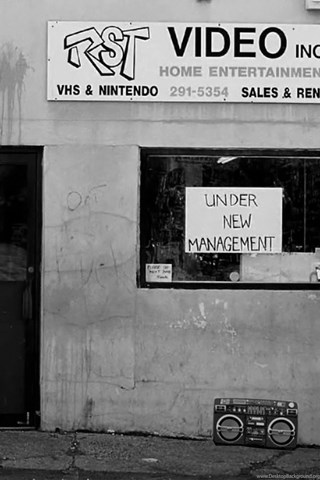 RST VIDEO INC
HOME ENTERTAINMEN
VHS & NINTENDO 291-5354 SALES & REN
UNDER
NEW
MANAGEMENT